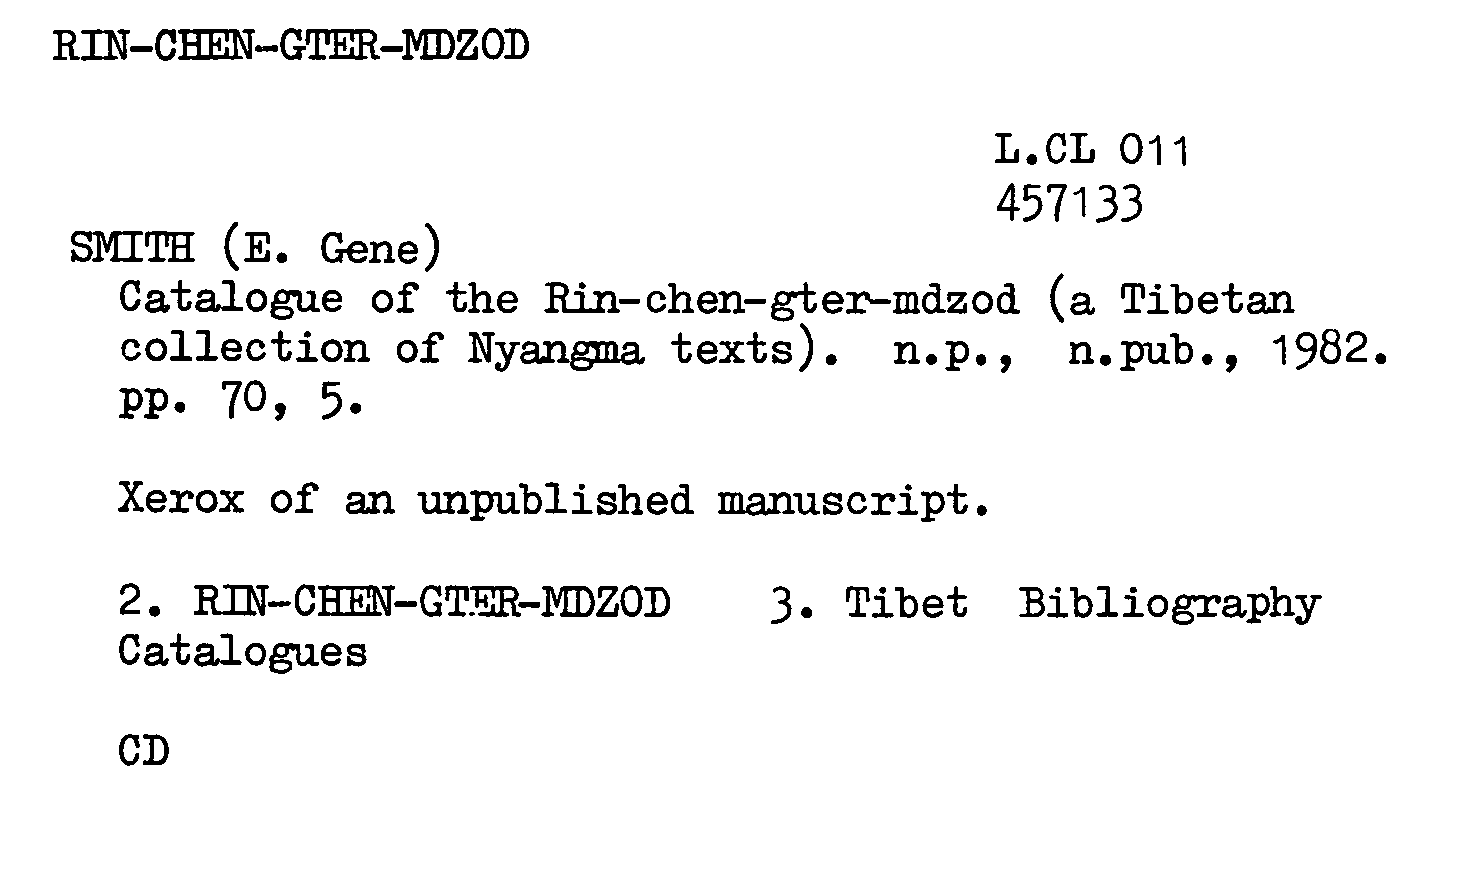 RIN-CHEN-GTER-MDZOD
L.CL 011
457133
SMITH (E. Gene)
Catalogue of the Rin-chen-gter-mdzod (a Tibetan
collection of Nyangma texts). n.p., n.pub., 1982.
pp. 70, 5.
Xerox of an unpublished manuscript.
2. RIN-CHEN-GTER-MDZOD 3. Tibet Bibliography
Catalogues
CD